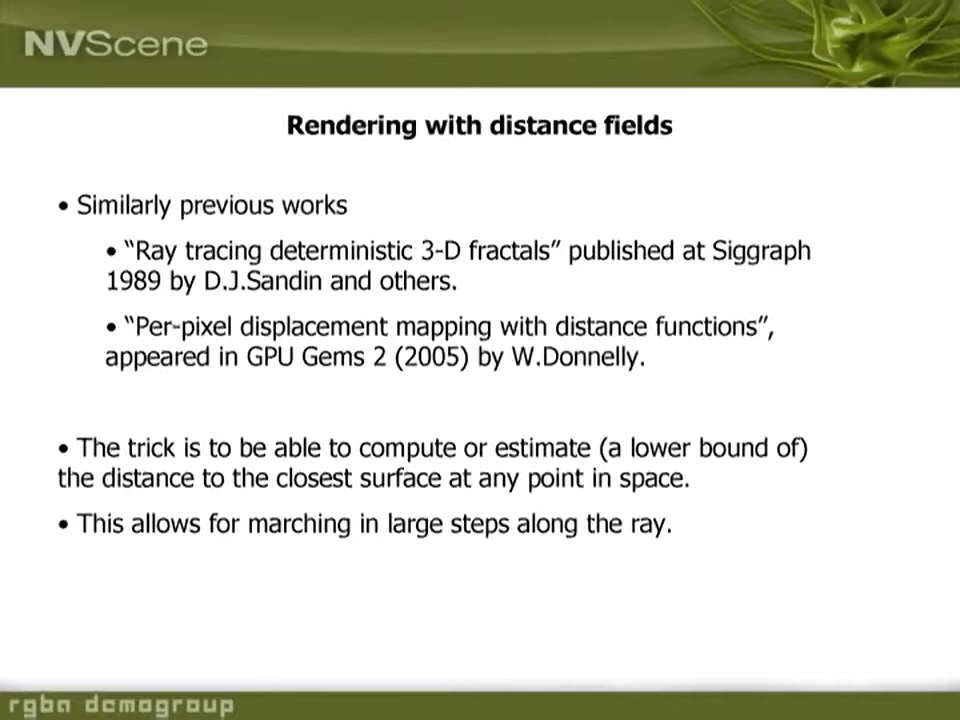 NVScene
Rendering with distance fields
• Similarly previous works
• “Ray tracing deterministic 3-D fractals” published at Siggraph
1989 by D.J.Sandin and others.
• “Per-pixel displacement mapping with distance functions”,
appeared in GPU Gems 2 (2005) by W.Donnelly.
• The trick is to be able to compute or estimate (a lower bound of)
the distance to the closest surface at any point in space.
• This allows for marching in large steps along the ray.
rgba demogroup